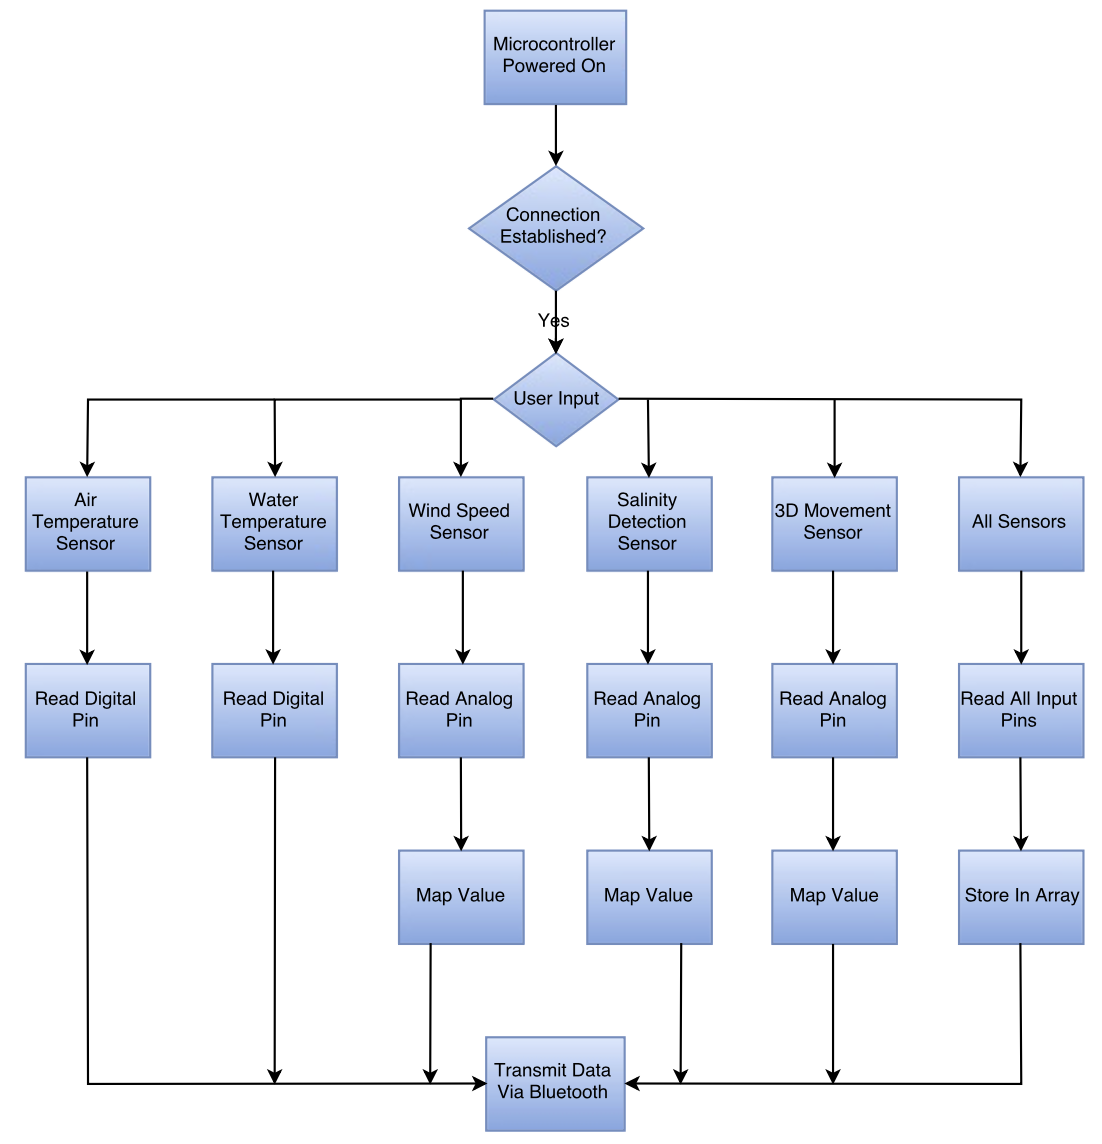 Microcontroller
Powered On
Connection
Established?
Yes
User Input
Air
Temperature
Sensor
Water
Temperature
Sensor
Wind Speed
Sensor
Salinity
Detection
Sensor
3D Movement
Sensor
All Sensors
Read Digital
Pin
Read Digital
Pin
Read Analog
Pin
Read Analog
Pin
Read Analog
Pin
Read All Input
Pins
Map Value
Map Value
Map Value
Store In Array
Transmit Data
Via Bluetooth